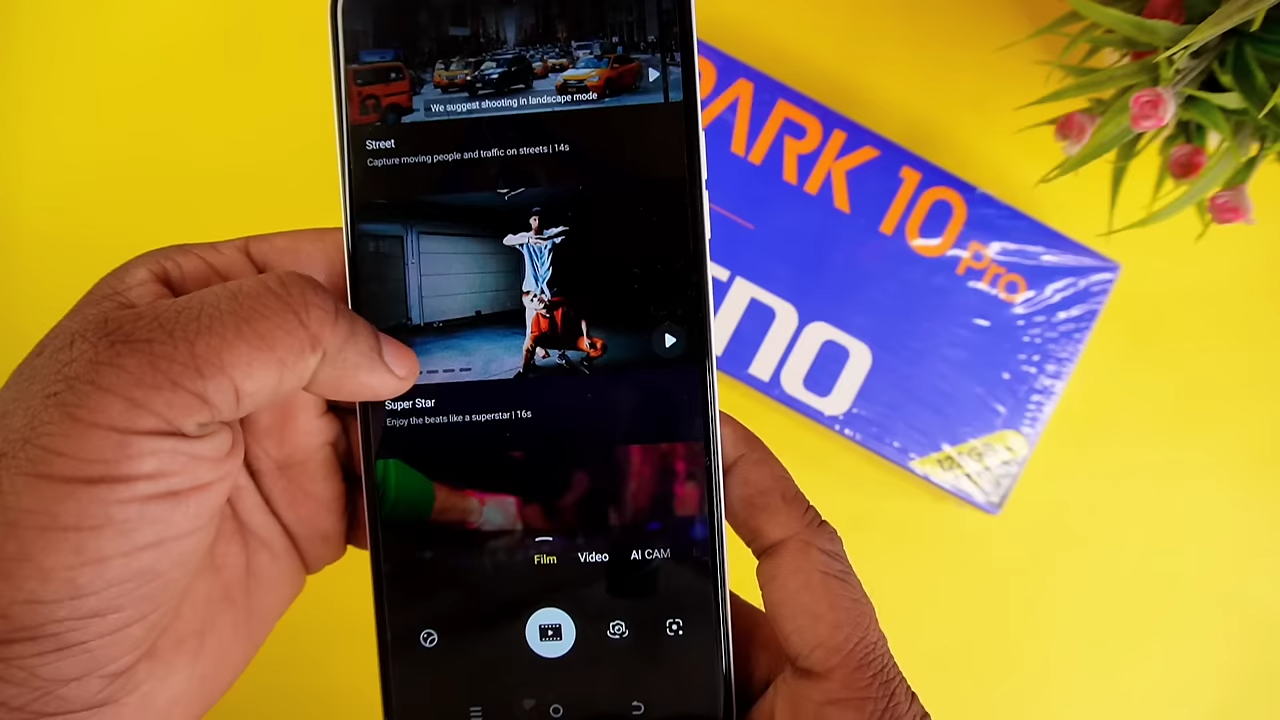 We suggest shooting in landscape mode
Street
Capture moving people and traffic on streets | 14s
Super Star
Enjoy the beats like a superstar | 16s
Film Video AI CAM
PARK 10 Pro
NO